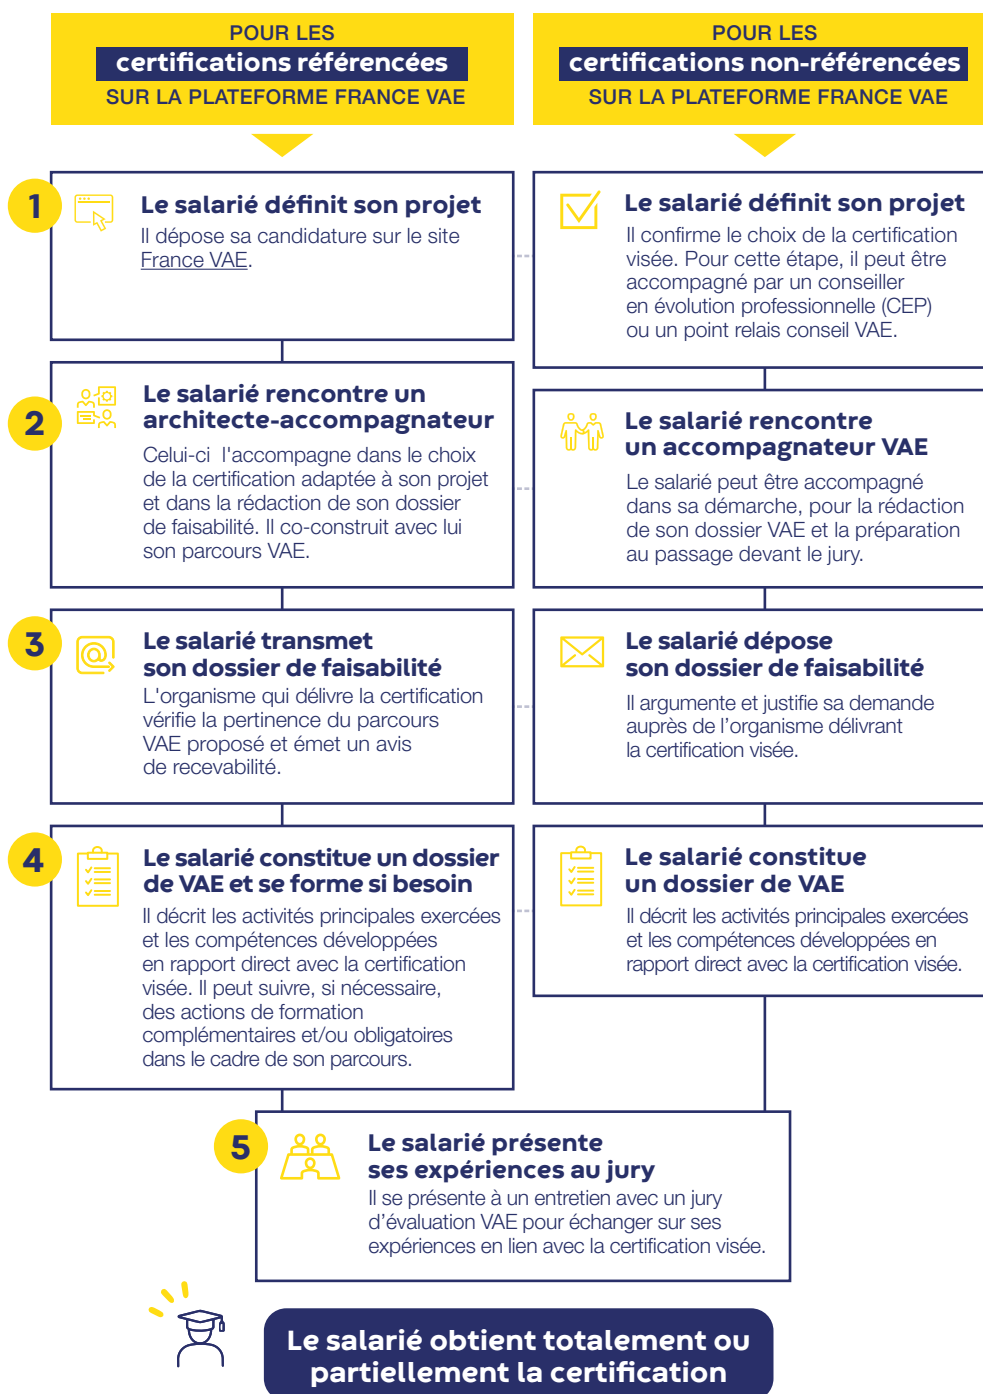 POUR LES
certifications référencées
SUR LA PLATEFORME FRANCE VAE
POUR LES
certifications non-référencées
SUR LA PLATEFORME FRANCE VAE
1
Le salarié définit son projet
Il dépose sa candidature sur le site
France VAE.
Le salarié définit son projet
Il confirme le choix de la certification
visée. Pour cette étape, il peut être
accompagné par un conseiller
en évolution professionnelle (CEP)
ou un point relais conseil VAE.
2
Le salarié rencontre un
architecte-accompagnateur
Celui-ci l'accompagne dans le choix
de la certification adaptée à son projet
et dans la rédaction de son dossier
de faisabilité. Il co-construit avec lui
son parcours VAE.
Le salarié rencontre
un accompagnateur VAE
Le salarié peut être accompagné
dans sa démarche, pour la rédaction
de son dossier VAE et la préparation
au passage devant le jury.
3
Le salarié transmet
son dossier de faisabilité
L'organisme qui délivre la certification
vérifie la pertinence du parcours
VAE proposé et émet un avis
de recevabilité.
Le salarié dépose
son dossier de faisabilité
Il argumente et justifie sa demande
auprès de l’organisme délivrant
la certification visée.
4
Le salarié constitue un dossier
de VAE et se forme si besoin
Il décrit les activités principales exercées
et les compétences développées
en rapport direct avec la certification
visée. Il peut suivre, si nécessaire,
des actions de formation
complémentaires et/ou obligatoires
dans le cadre de son parcours.
Le salarié constitue
un dossier de VAE
Il décrit les activités principales exercées
et les compétences développées en
rapport direct avec la certification visée.
5
Le salarié présente
ses expériences au jury
Il se présente à un entretien avec un jury
d’évaluation VAE pour échanger sur ses
expériences en lien avec la certification visée.
Le salarié obtient totalement ou
partiellement la certification